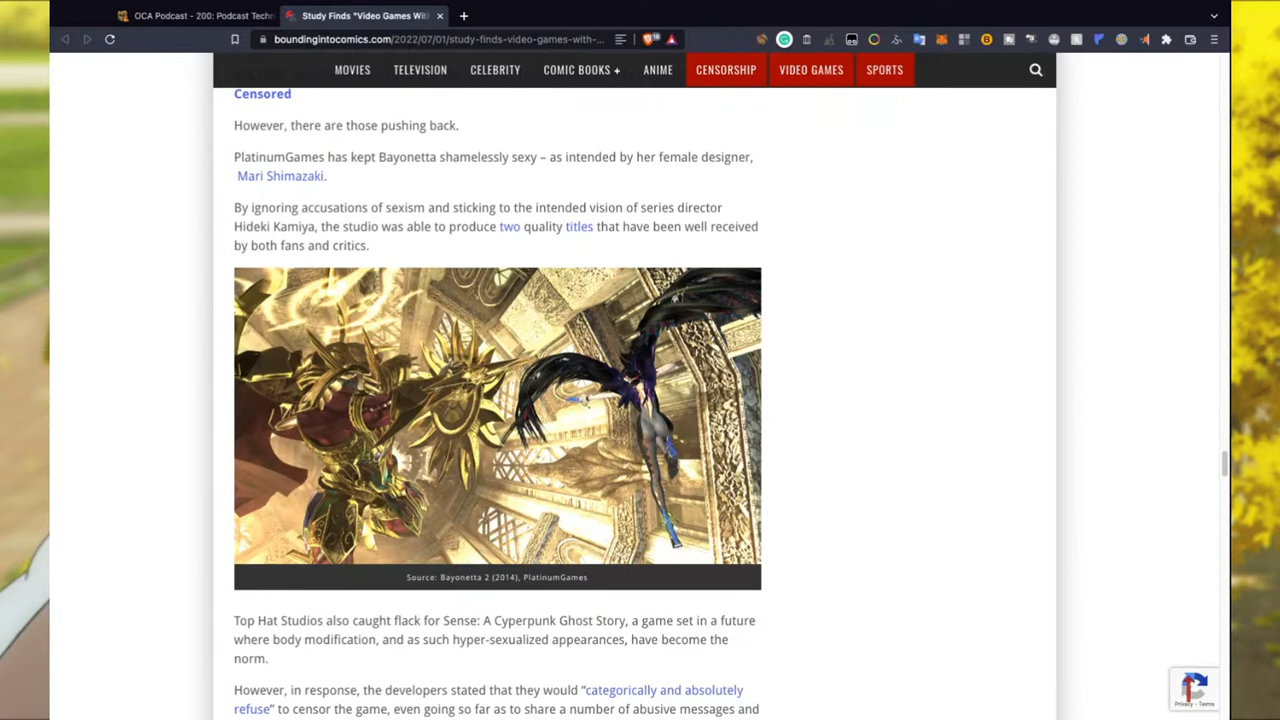 OCA Podcast - 200: Podcast Techn
Study Finds "Video Games With
boundingintocomics.com/2022/07/01/study-finds-video-games-with-...
18
MOVIES TELEVISION CELEBRITY COMIC BOOKS + ANIME CENSORSHIP VIDEO GAMES SPORTS
Censored
However, there are those pushing back.
PlatinumGames has kept Bayonetta shamelessly sexy – as intended by her female designer,
Mari Shimazaki.
By ignoring accusations of sexism and sticking to the intended vision of series director
Hideki Kamiya, the studio was able to produce two quality titles that have been well received
by both fans and critics.
Source: Bayonetta 2 (2014), PlatinumGames
Top Hat Studios also caught flack for Sense: A Cyperpunk Ghost Story, a game set in a future
where body modification, and as such hyper-sexualized appearances, have become the
norm.
However, in response, the developers stated that they would “categorically and absolutely
refuse” to censor the game, even going so far as to share a number of abusive messages and
Privacy - Terms